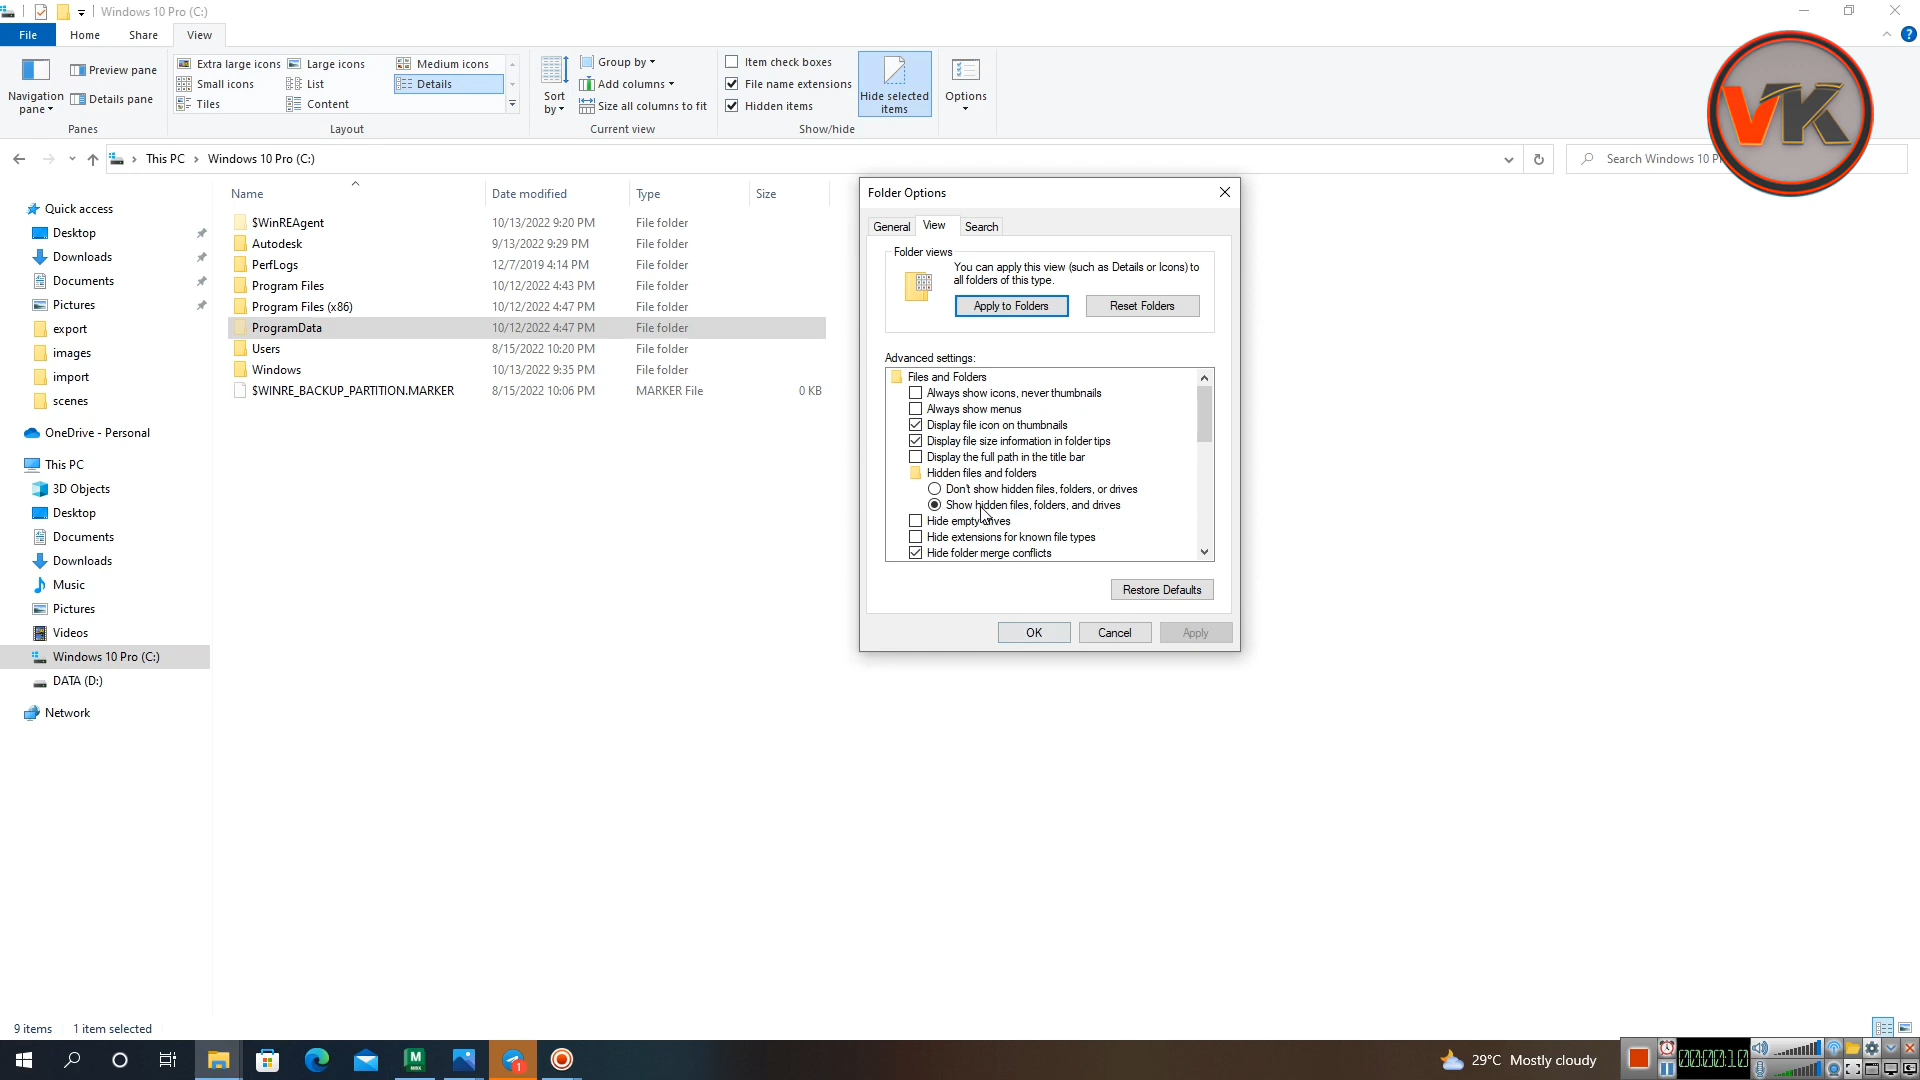 Windows 10 Pro (C:)
File Home Share View
Navigation pane
Preview pane
Details pane
Panes
Extra large icons Large icons Medium icons
Small icons List Details
Tiles Content
Layout
Sort by
Group by
Add columns
Size all columns to fit
Current view
Item check boxes
File name extensions
Hidden items
Hide selected items
Show/hide
Options
VK
This PC > Windows 10 Pro (C:)
Search Windows 10
Quick access
Desktop
Downloads
Documents
Pictures
export
images
import
scenes
OneDrive - Personal
This PC
3D Objects
Desktop
Documents
Downloads
Music
Pictures
Videos
Windows 10 Pro (C:)
DATA (D:)
Network
Name Date modified Type Size
$WinREAgent 10/13/2022 9:20 PM File folder
Autodesk 9/13/2022 9:29 PM File folder
PerfLogs 12/7/2019 4:14 PM File folder
Program Files 10/12/2022 4:43 PM File folder
Program Files (x86) 10/12/2022 4:47 PM File folder
ProgramData 10/12/2022 4:47 PM File folder
Users 8/15/2022 10:20 PM File folder
Windows 10/13/2022 9:35 PM File folder
$WINRE_BACKUP_PARTITION.MARKER 8/15/2022 10:06 PM MARKER File 0 KB
Folder Options
General View Search
Folder views
You can apply this view (such as Details or Icons) to
all folders of this type.
Apply to Folders Reset Folders
Advanced settings:
Files and Folders
Always show icons, never thumbnails
Always show menus
Display file icon on thumbnails
Display file size information in folder tips
Display the full path in the title bar
Hidden files and folders
Don't show hidden files, folders, or drives
Show hidden files, folders, and drives
Hide empty drives
Hide extensions for known file types
Hide folder merge conflicts
Restore Defaults
OK Cancel Apply
9 items 1 item selected
29°C Mostly cloudy
00:00:10